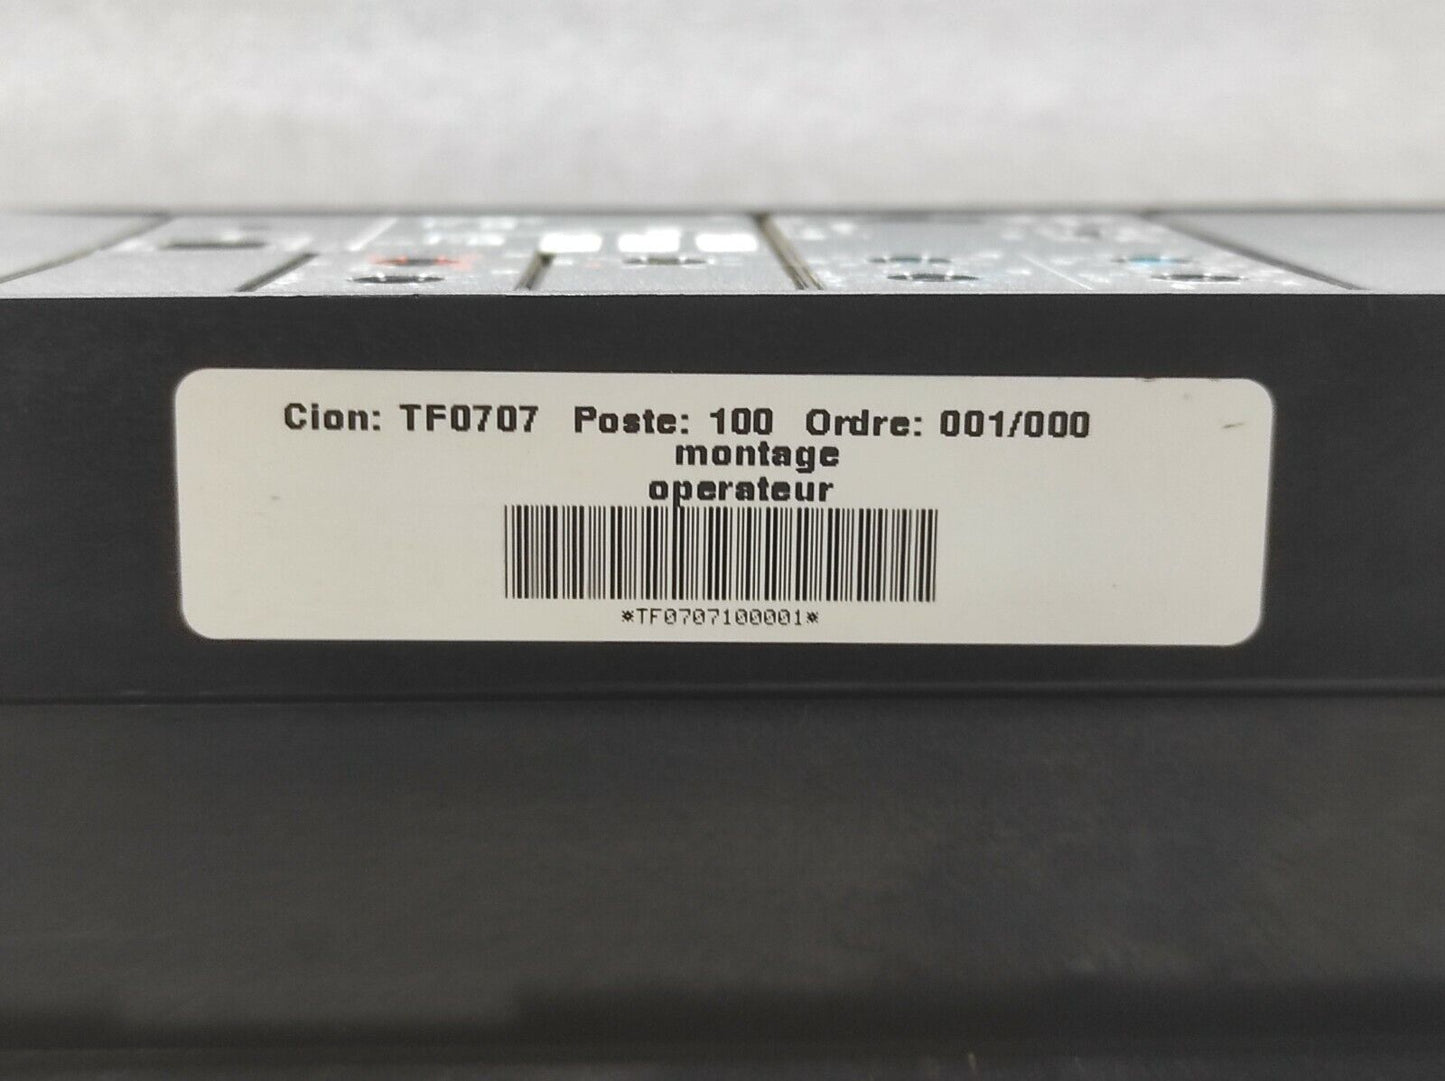 Cion: TF0707 Poste: 100 Ordre: 001/000
montage
operateur
*TF0707100001*